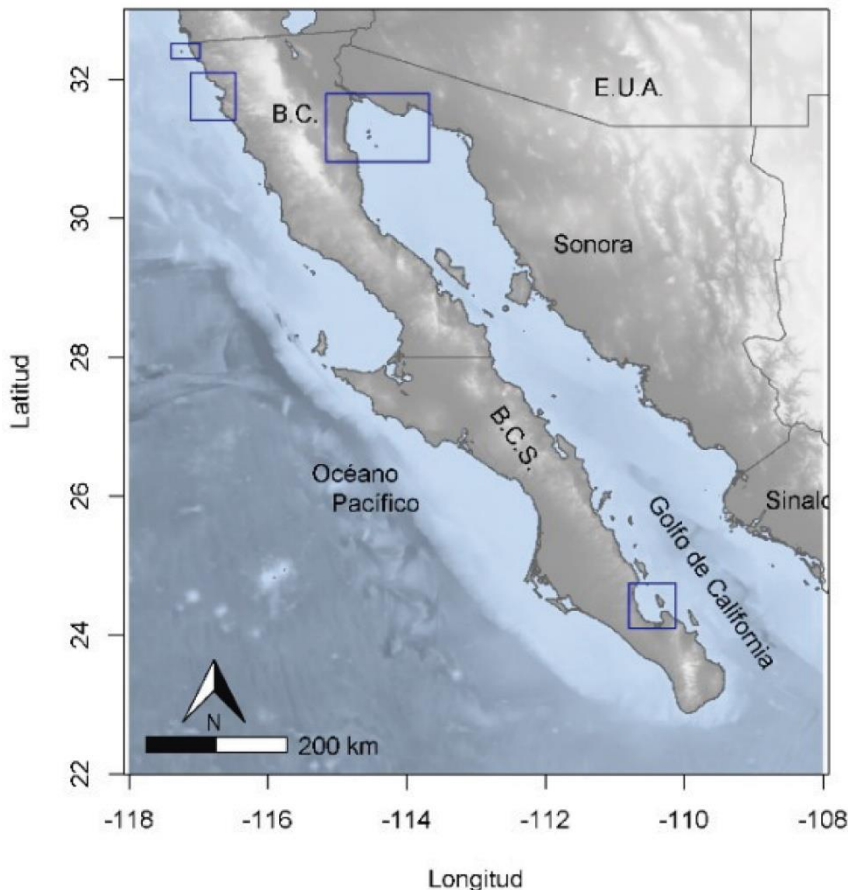 E.U.A.
B.C.
Sonora
B.C.S.
Océano
Pacífico
Golfo de California
Sinalo
N
200 km
Latitud
32
30
28
26
24
22
-118
-116
-114
-112
-110
-108
Longitud